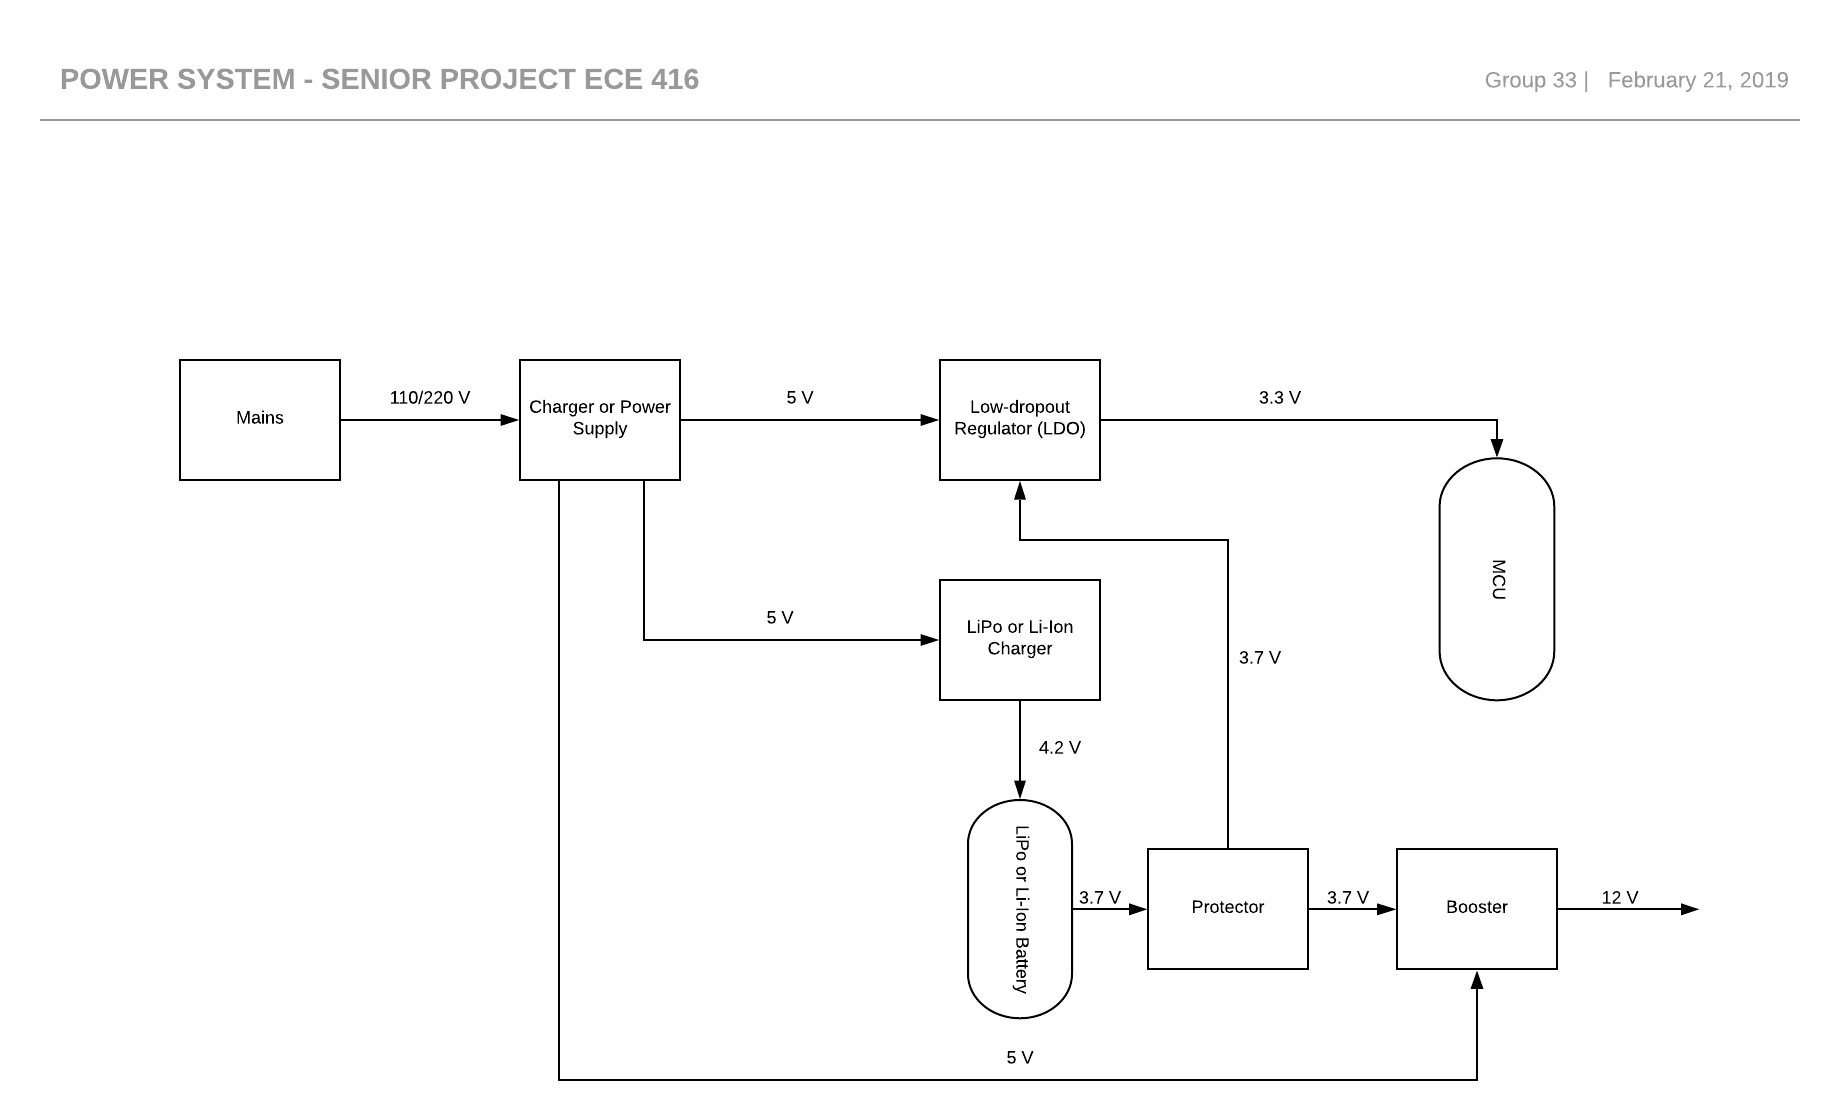 POWER SYSTEM - SENIOR PROJECT ECE 416
Group 33 | February 21, 2019
Mains
110/220 V
Charger or Power
Supply
5 V
Low-dropout
Regulator (LDO)
3.3 V
MCU
5 V
LiPo or Li-Ion
Charger
3.7 V
4.2 V
LiPo or Li-Ion Battery
3.7 V
Protector
3.7 V
Booster
12 V
5 V